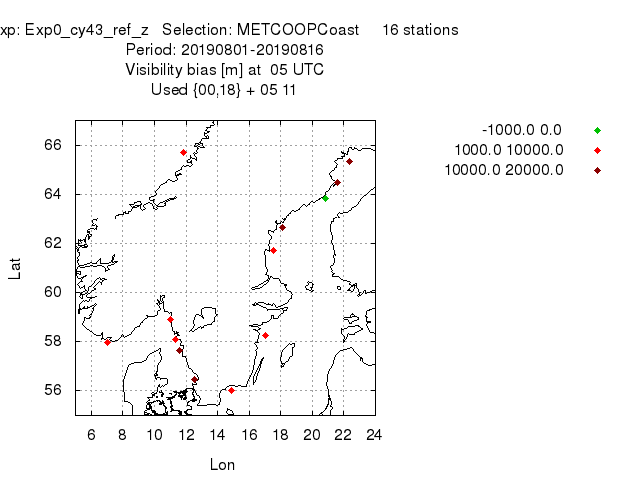 xp: Exp0_cy43_ref_z   Selection: METCOOPCoast     16 stations
Period: 20190801-20190816
Visibility bias [m] at  05 UTC
Used {00,18} + 05 11
-1000.0 0.0
1000.0 10000.0
10000.0 20000.0
66
64
62
60
58
56
Lat
6 8 10 12 14 16 18 20 22 24
Lon